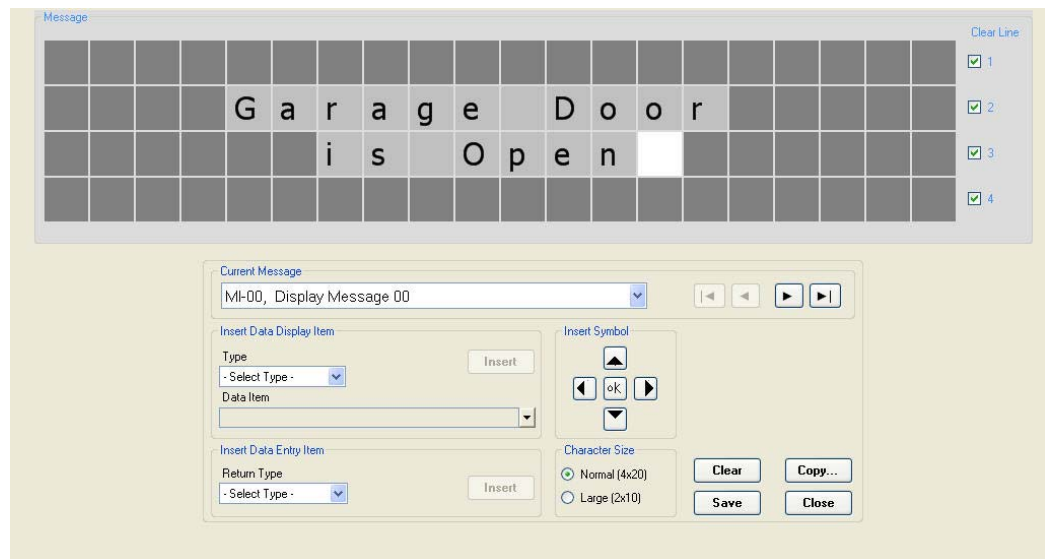 Message
Clear Line
1
Garage Door
2
is Open
3
4
Current Message
MI-00, Display Message 00
Insert Data Display Item
Type
- Select Type -
Insert
Data Item
Insert Symbol
oK
Insert Data Entry Item
Return Type
- Select Type -
Insert
Character Size
Normal (4x20)
Large (2x10)
Clear
Copy...
Save
Close